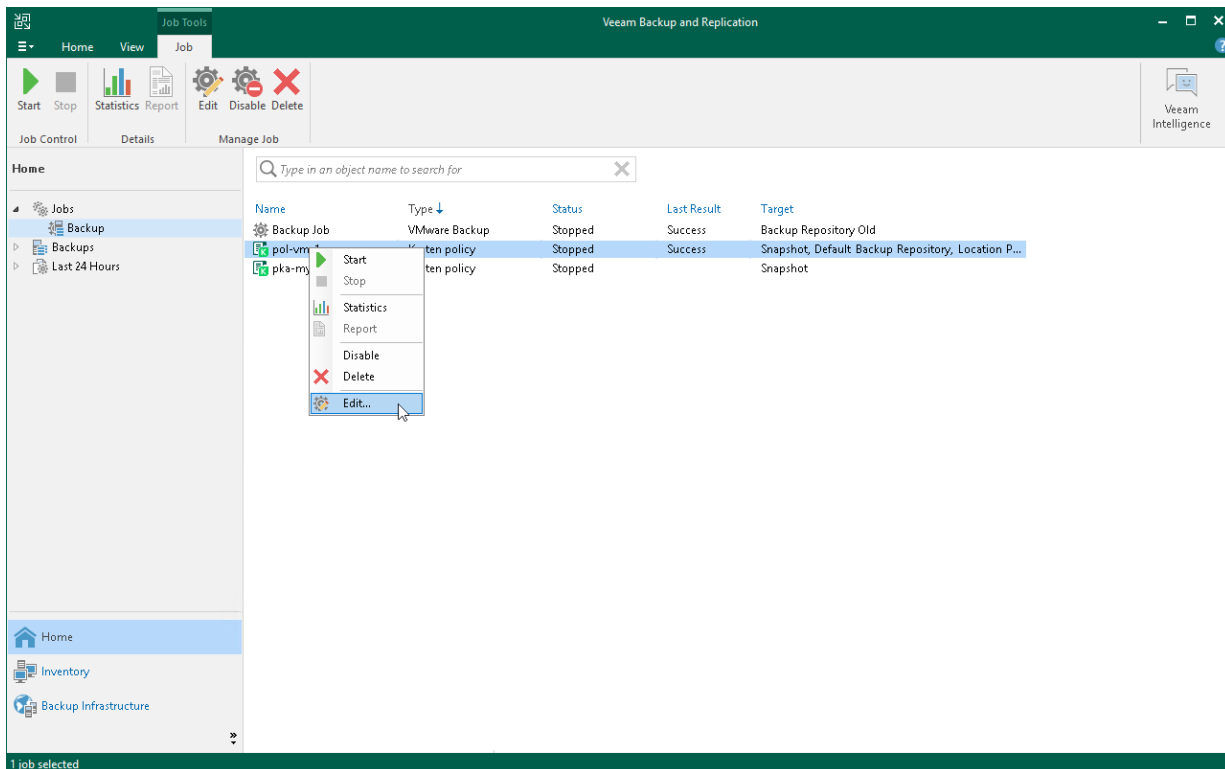 Job Tools
Veeam Backup and Replication
Home View Job
Start Stop Statistics Report Edit Disable Delete
Veeam
Intelligence
Job Control Details Manage Job
Home
Type in an object name to search for
Jobs
Backup
Backups
Last 24 Hours
Name Type Status Last Result Target
Backup Job VMware Backup Stopped Success Backup Repository Old
Stopped Success Snapshot, Default Backup Repository, Location P...
policy Stopped Snapshot
Start
Stop
Statistics
Report
Disable
Delete
Edit...
Home
Inventory
Backup Infrastructure
1 job selected